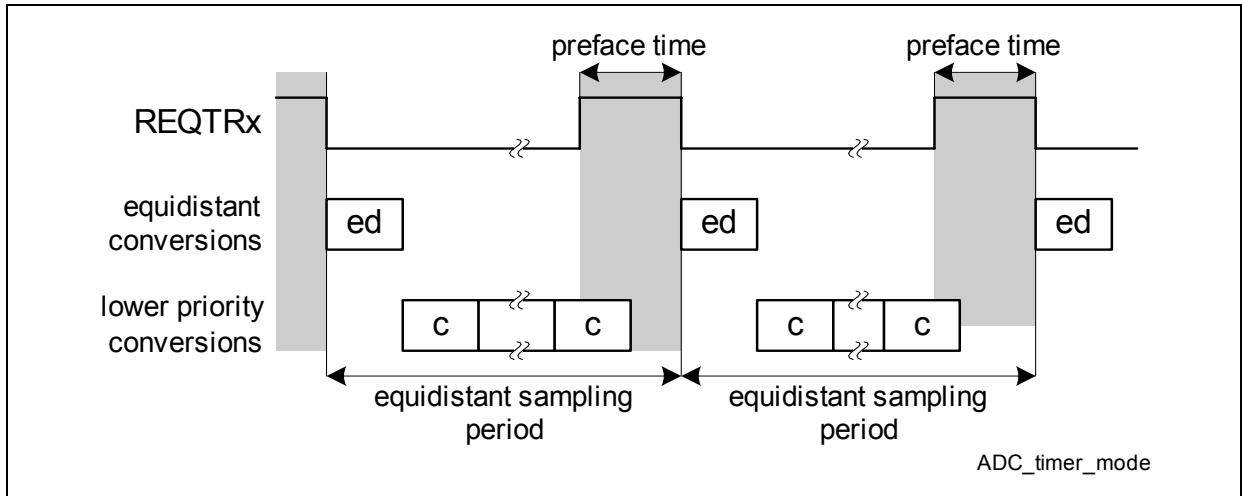 preface time
preface time
REQTRx
equidistant
conversions
ed
ed
ed
lower priority
conversions
c
c
c
c
equidistant sampling
period
equidistant sampling
period
ADC_timer_mode